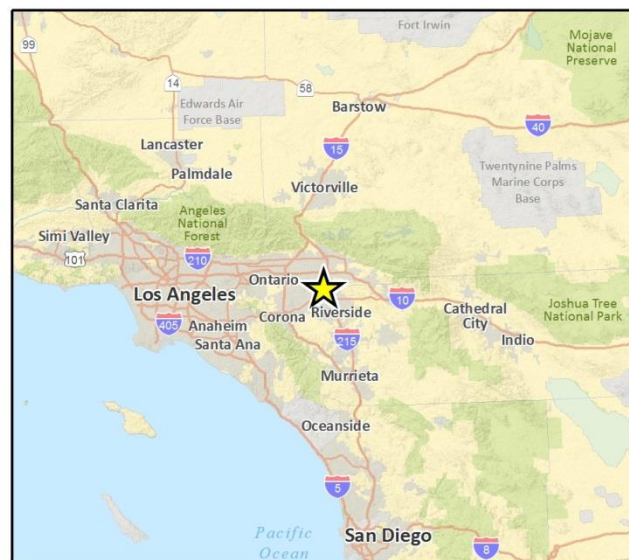 Fort Irwin
99
Mojave
National
Preserve
14
58
Edwards Air
Force Base
Barstow
40
Lancaster
15
Palmdale
Twentynine Palms
Marine Corps
Base
Victorville
Santa Clarita
Angeles
National
Forest
Simi Valley
101
210
Ontario
Los Angeles
10
Cathedral
City
Joshua Tree
National Park
Corona
Riverside
405
Anaheim
Santa Ana
215
Indio
Murrieta
Oceanside
5
Pacific
Ocean
San Diego
8